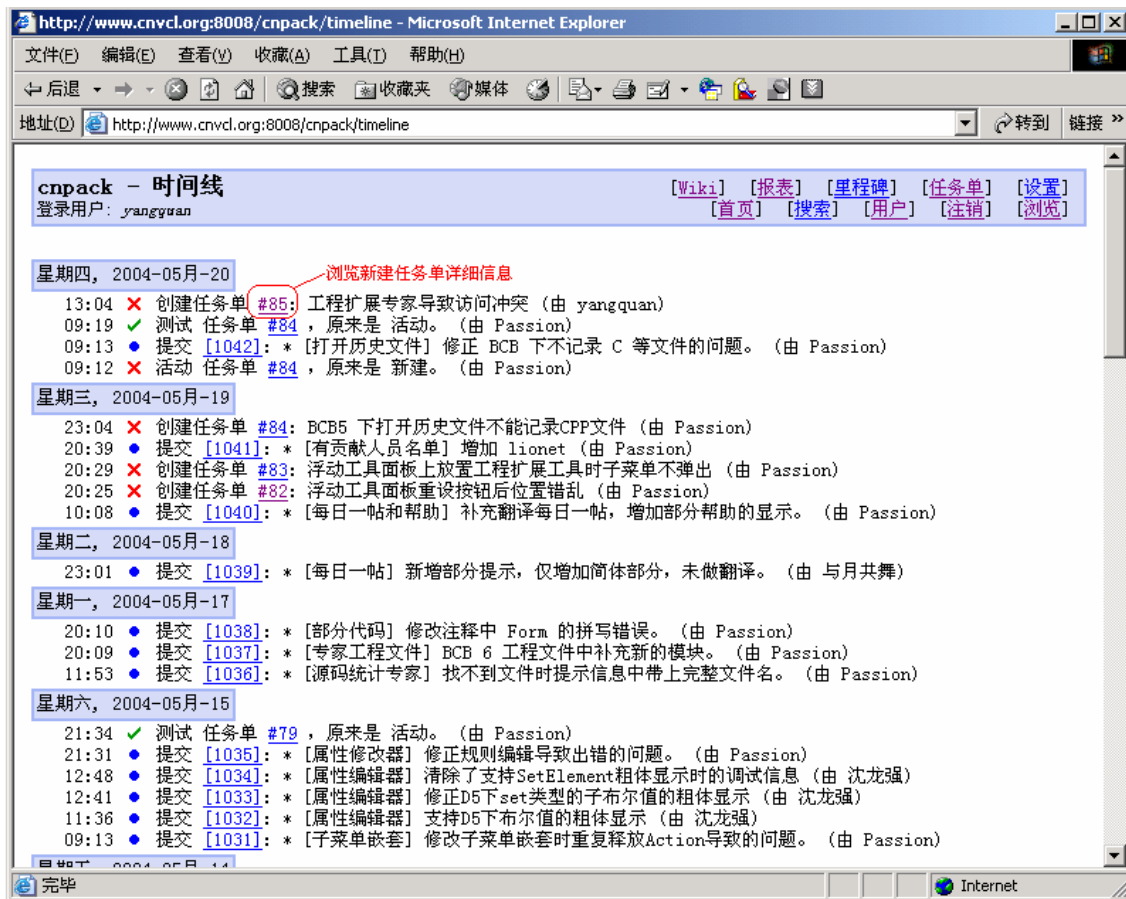 http://www.cnvcl.org:8008/cnpack/timeline - Microsoft Internet Explorer
文件(F) 编辑(E) 查看(V) 收藏(A) 工具(T) 帮助(H)
后退 搜索 收藏夹 媒体
地址(D) http://www.cnvcl.org:8008/cnpack/timeline 转到 链接 »
cnpack - 时间线 [Wiki] [报表] [里程碑] [任务单] [设置]
登录用户: yangquan [首页] [搜索] [用户] [注销] [浏览]
浏览新建任务单详细信息
星期四, 2004-05月-20
13:04 创建任务单 #85: 工程扩展专家导致访问冲突 (由 yangquan)
09:19 测试 任务单 #84 , 原来是 活动。 (由 Passion)
09:13 提交 [1042]: * [打开历史文件] 修正 BCB 下不记录 C 等文件的问题。 (由 Passion)
09:12 活动 任务单 #84 , 原来是 新建。 (由 Passion)
星期三, 2004-05月-19
23:04 创建任务单 #84: BCB5 下打开历史文件不能记录CPP文件 (由 Passion)
20:39 提交 [1041]: * [有贡献人员名单] 增加 lionet (由 Passion)
20:29 创建任务单 #83: 浮动工具面板上放置工程扩展工具时子菜单不弹出 (由 Passion)
20:25 创建任务单 #82: 浮动工具面板重设按钮后位置错乱 (由 Passion)
10:08 提交 [1040]: * [每日一帖和帮助] 补充翻译每日一帖，增加部分帮助的显示。 (由 Passion)
星期二, 2004-05月-18
23:01 提交 [1039]: * [每日一帖] 新增部分提示，仅增加简体部分，未做翻译。 (由 与月共舞)
星期一, 2004-05月-17
20:10 提交 [1038]: * [部分代码] 修改注释中 Form 的拼写错误。 (由 Passion)
20:09 提交 [1037]: * [专家工程文件] BCB 6 工程文件中补充新的模块。 (由 Passion)
11:53 提交 [1036]: * [源码统计专家] 找不到文件时提示信息中带上完整文件名。 (由 Passion)
星期六, 2004-05月-15
21:34 测试 任务单 #79 , 原来是 活动。 (由 Passion)
21:31 提交 [1035]: * [属性修改器] 修正规则编辑导致出错的问题。 (由 Passion)
12:48 提交 [1034]: * [属性编辑器] 清除了支持SetElement粗体显示时的调试信息 (由 沈龙强)
12:41 提交 [1033]: * [属性编辑器] 修正D5下set类型的子布尔值的粗体显示 (由 沈龙强)
11:36 提交 [1032]: * [属性编辑器] 支持D5下布尔值的粗体显示 (由 沈龙强)
09:13 提交 [1031]: * [子菜单嵌套] 修改子菜单嵌套时重复释放Action导致的问题。 (由 Passion)
完毕 Internet